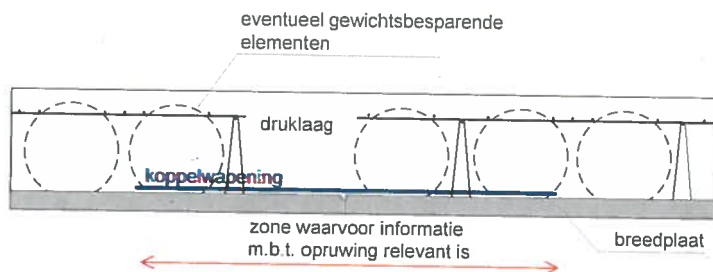 eventueel gewichtsbesparende
elementen
druklaag
koppelwapening
zone waarvoor informatie
m.b.t. opruwing relevant is
breedplaat